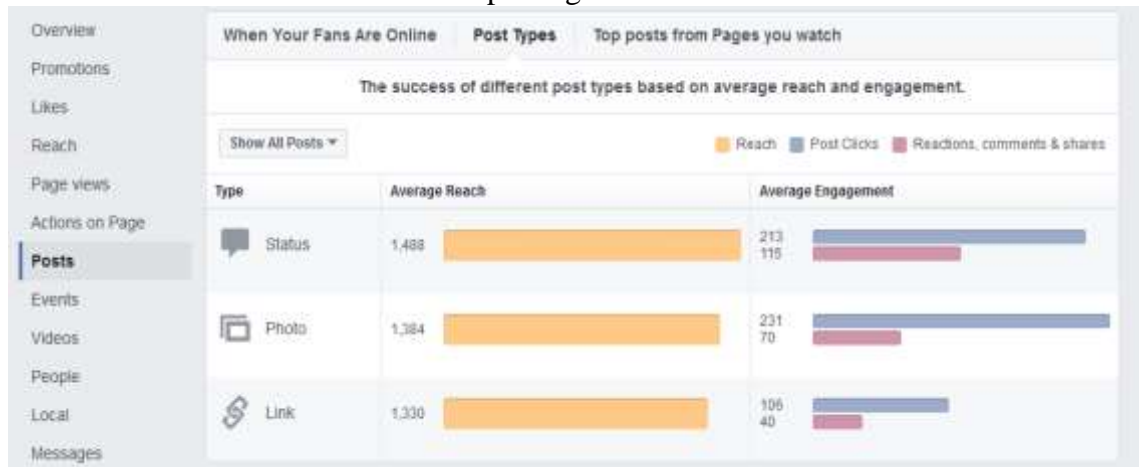 Overview
Promotions
Likes
Reach
Page views
Actions on Page
Posts
Events
Videos
People
Local
Messages
When Your Fans Are Online Post Types Top posts from Pages you watch
The success of different post types based on average reach and engagement.
Show All Posts
Reach Post Clicks Reactions, comments & shares
Type Average Reach Average Engagement
Status 1,488 213
115
Photo 1,384 231
70
Link 1,330 106
40